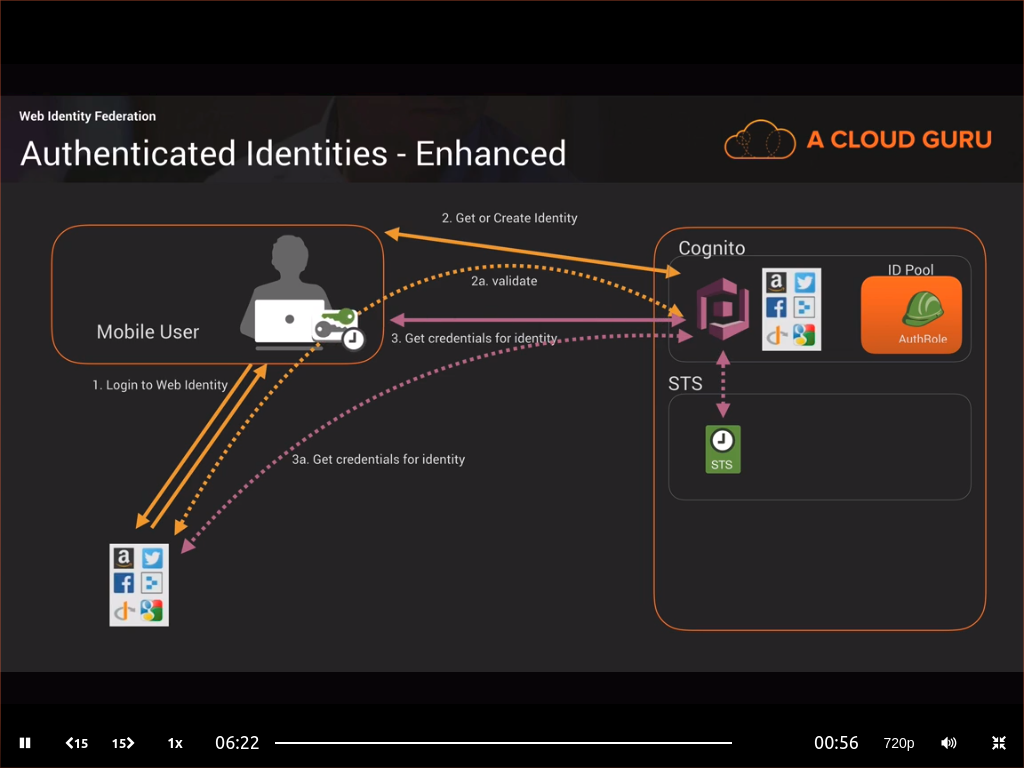 Web Identity Federation
Authenticated Identities - Enhanced
A CLOUD GURU
2. Get or Create Identity
Cognito
ID Pool
2a. validate
Mobile User
3. Get credentials for identity
AuthRole
1. Login to Web Identity
STS
STS
3a. Get credentials for identity
15
15
1x
06:22
00:56
720p